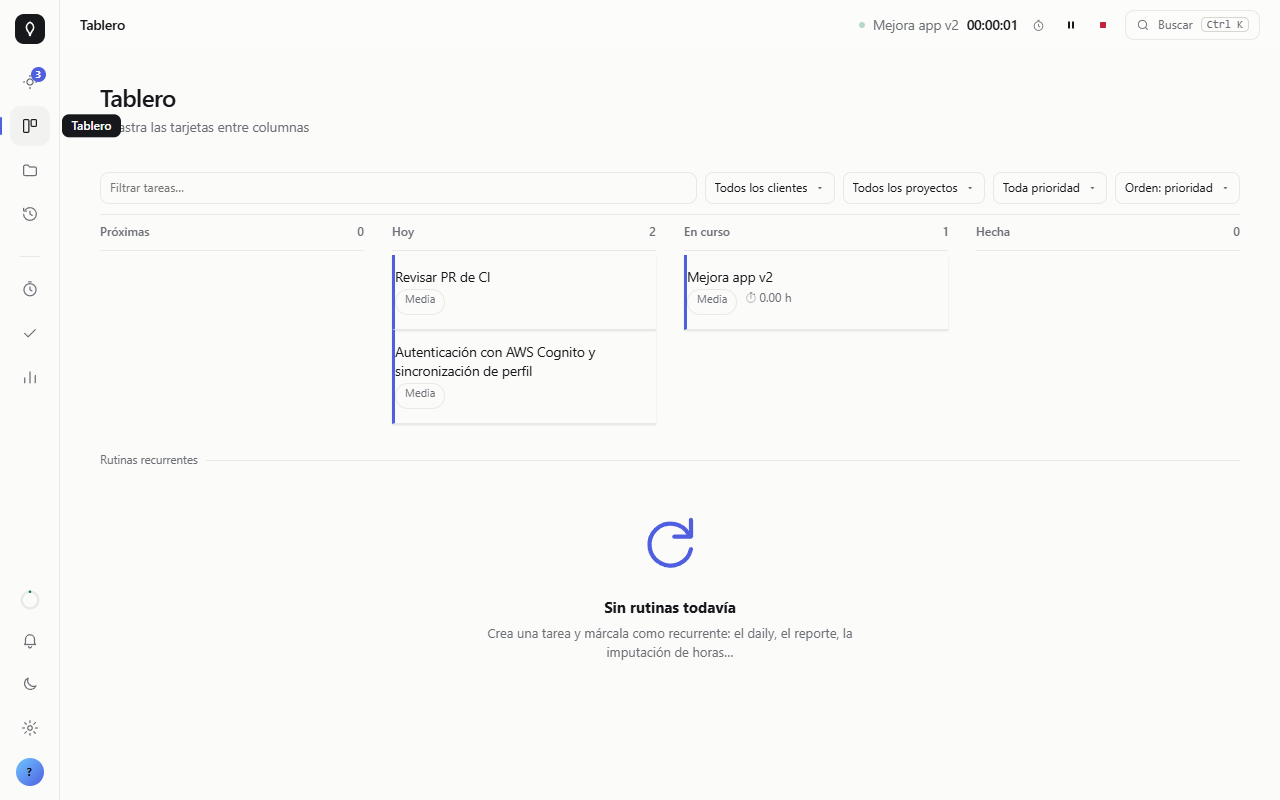 Tablero
Mejora app v2 00:00:01
Buscar Ctrl K
3
Tablero
Tablero
astra las tarjetas entre columnas
Filtrar tareas...
Todos los clientes
Todos los proyectos
Toda prioridad
Orden: prioridad
Próximas 0
Hoy 2
En curso 1
Hecha 0
Revisar PR de CI
Media
Autenticación con AWS Cognito y
sincronización de perfil
Media
Mejora app v2
Media 0.00 h
Rutinas recurrentes
Sin rutinas todavía
Crea una tarea y márcala como recurrente: el daily, el reporte, la
imputación de horas...
?